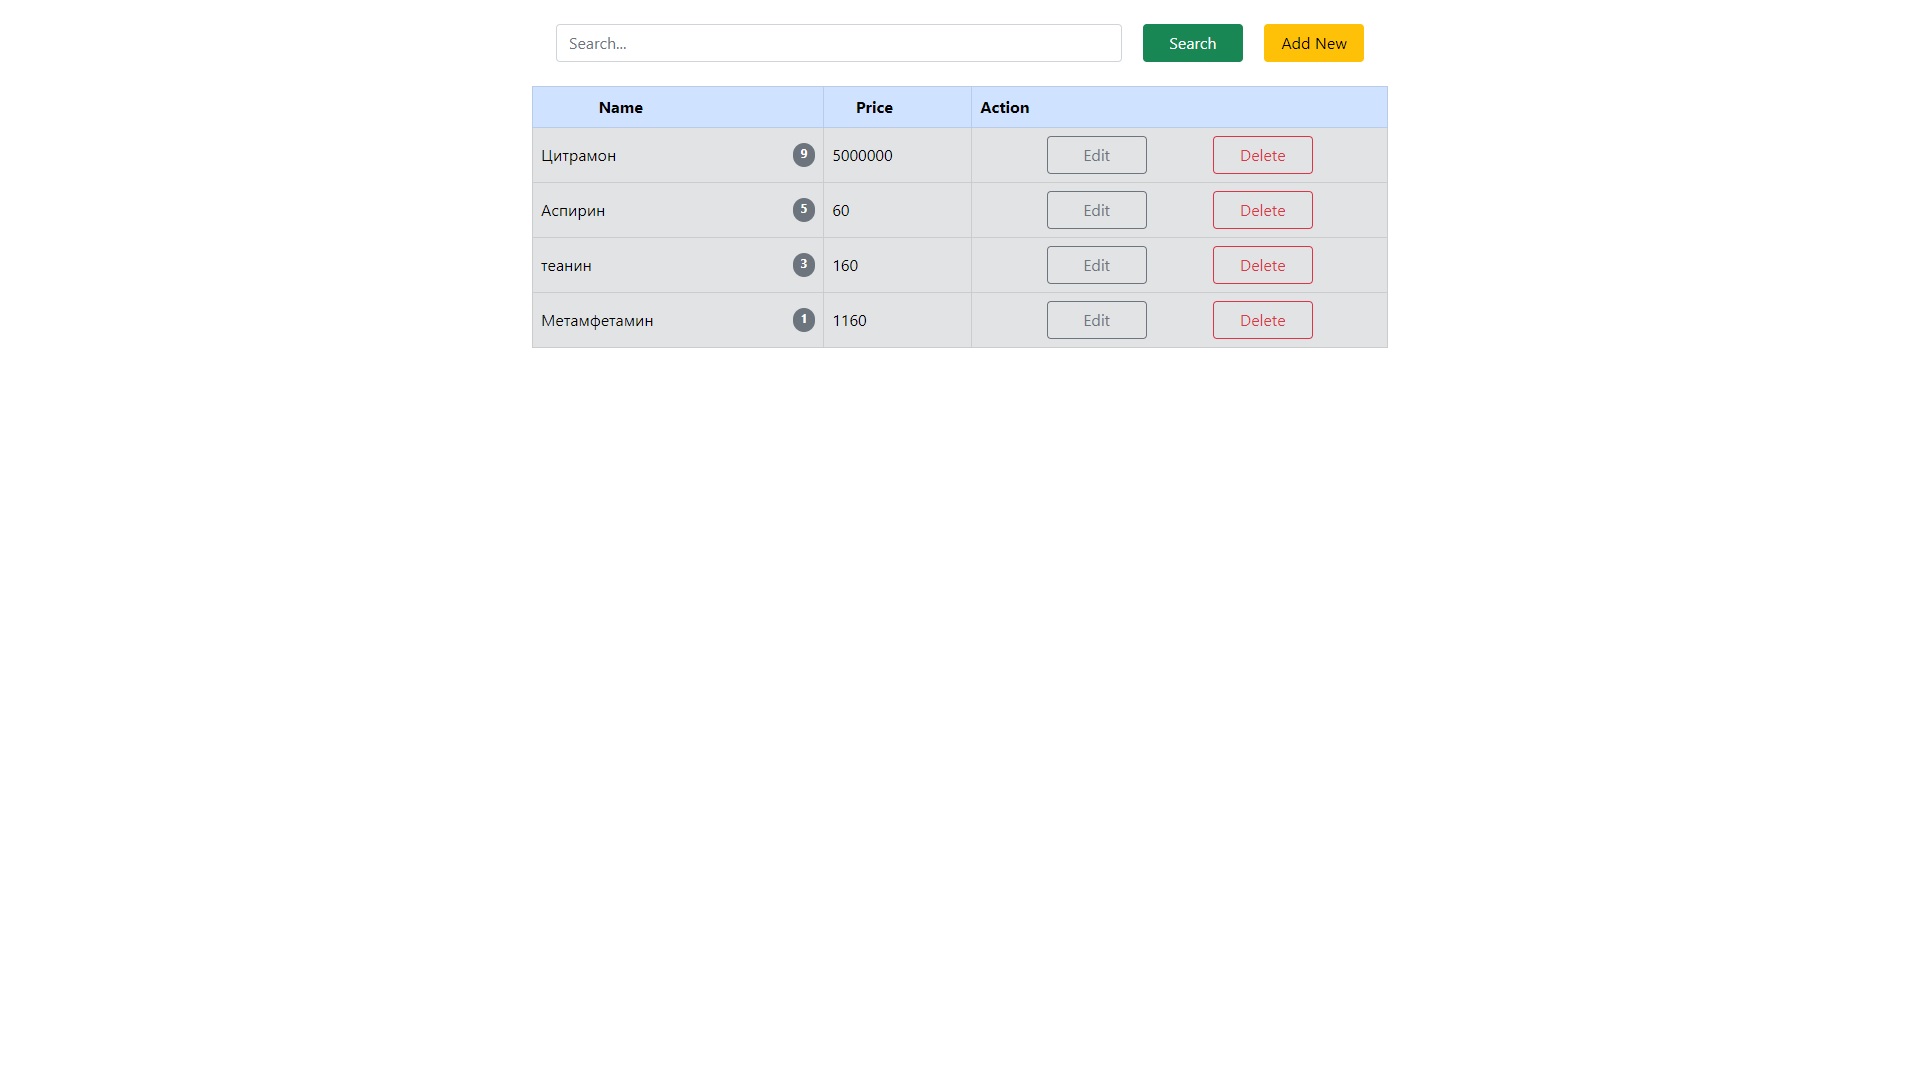 Search... Search Add New
Name Price Action
Цитрамон 9 5000000 Edit Delete
Аспирин 5 60 Edit Delete
теанин 3 160 Edit Delete
Метамфетамин 1 1160 Edit Delete